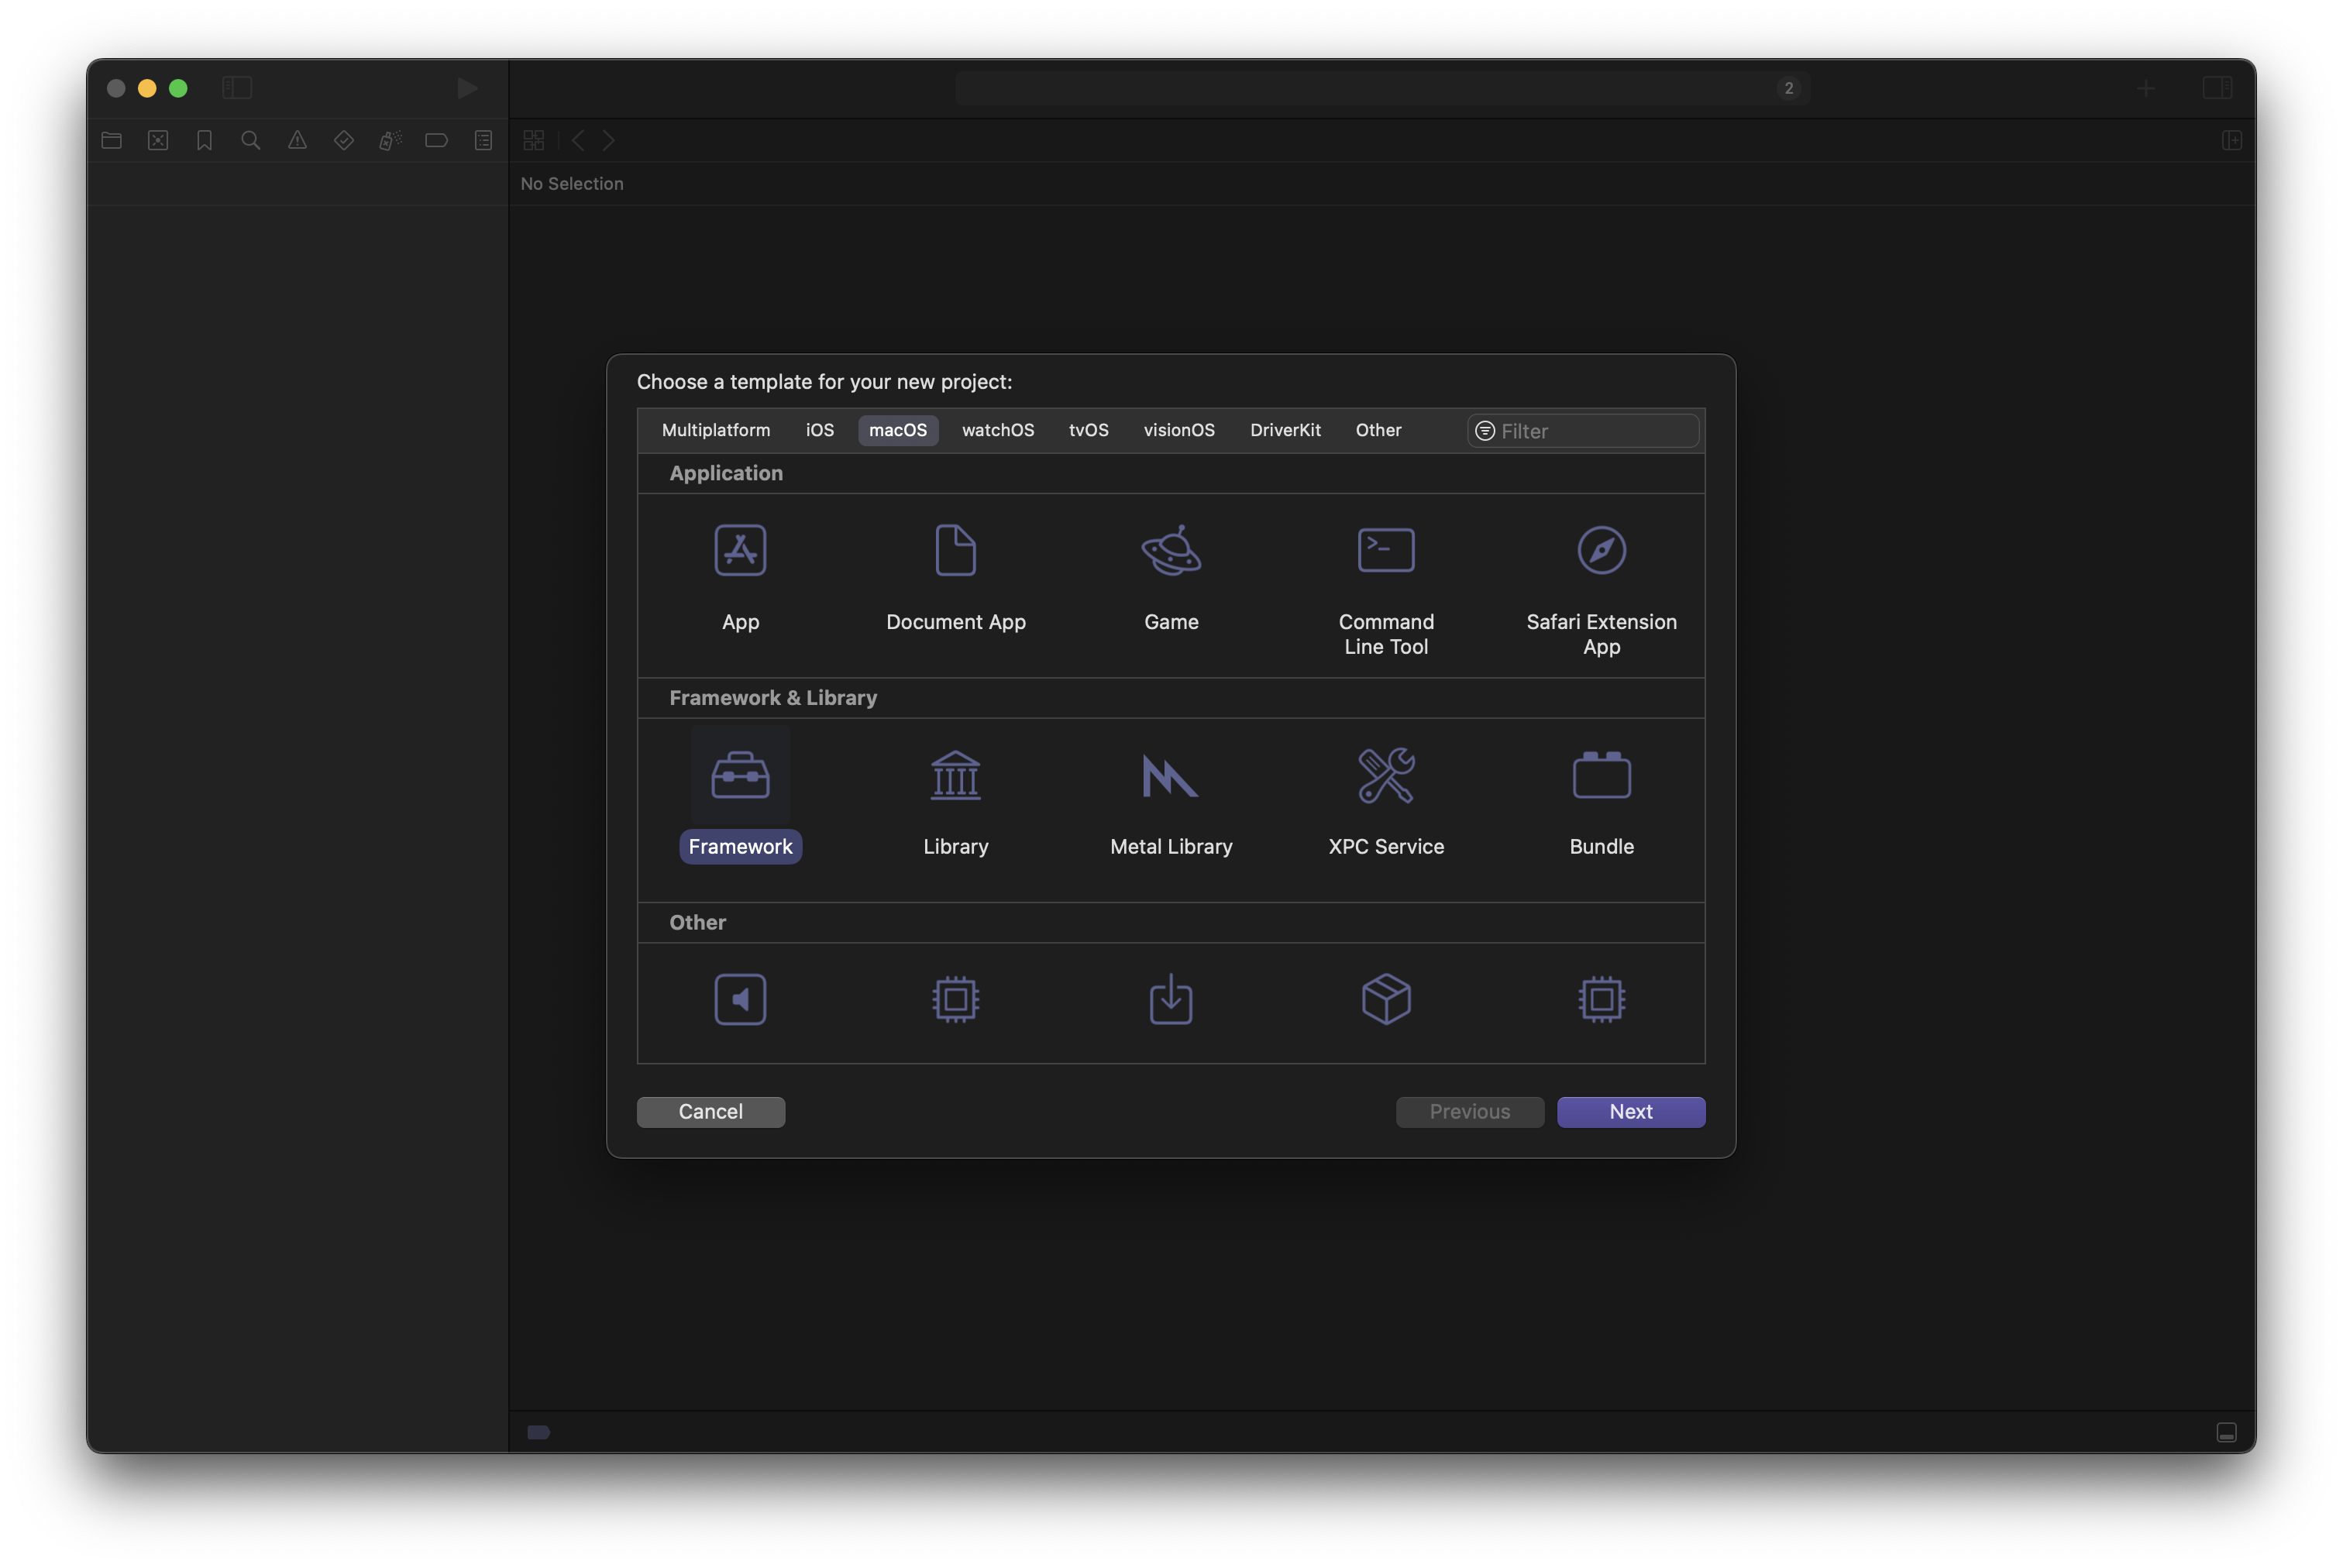 2
No Selection
Choose a template for your new project:
Multiplatform iOS macOS watchOS tvOS visionOS DriverKit Other Filter
Application
App Document App Game Command Line Tool Safari Extension App
Framework & Library
Framework Library Metal Library XPC Service Bundle
Other
Cancel Previous Next